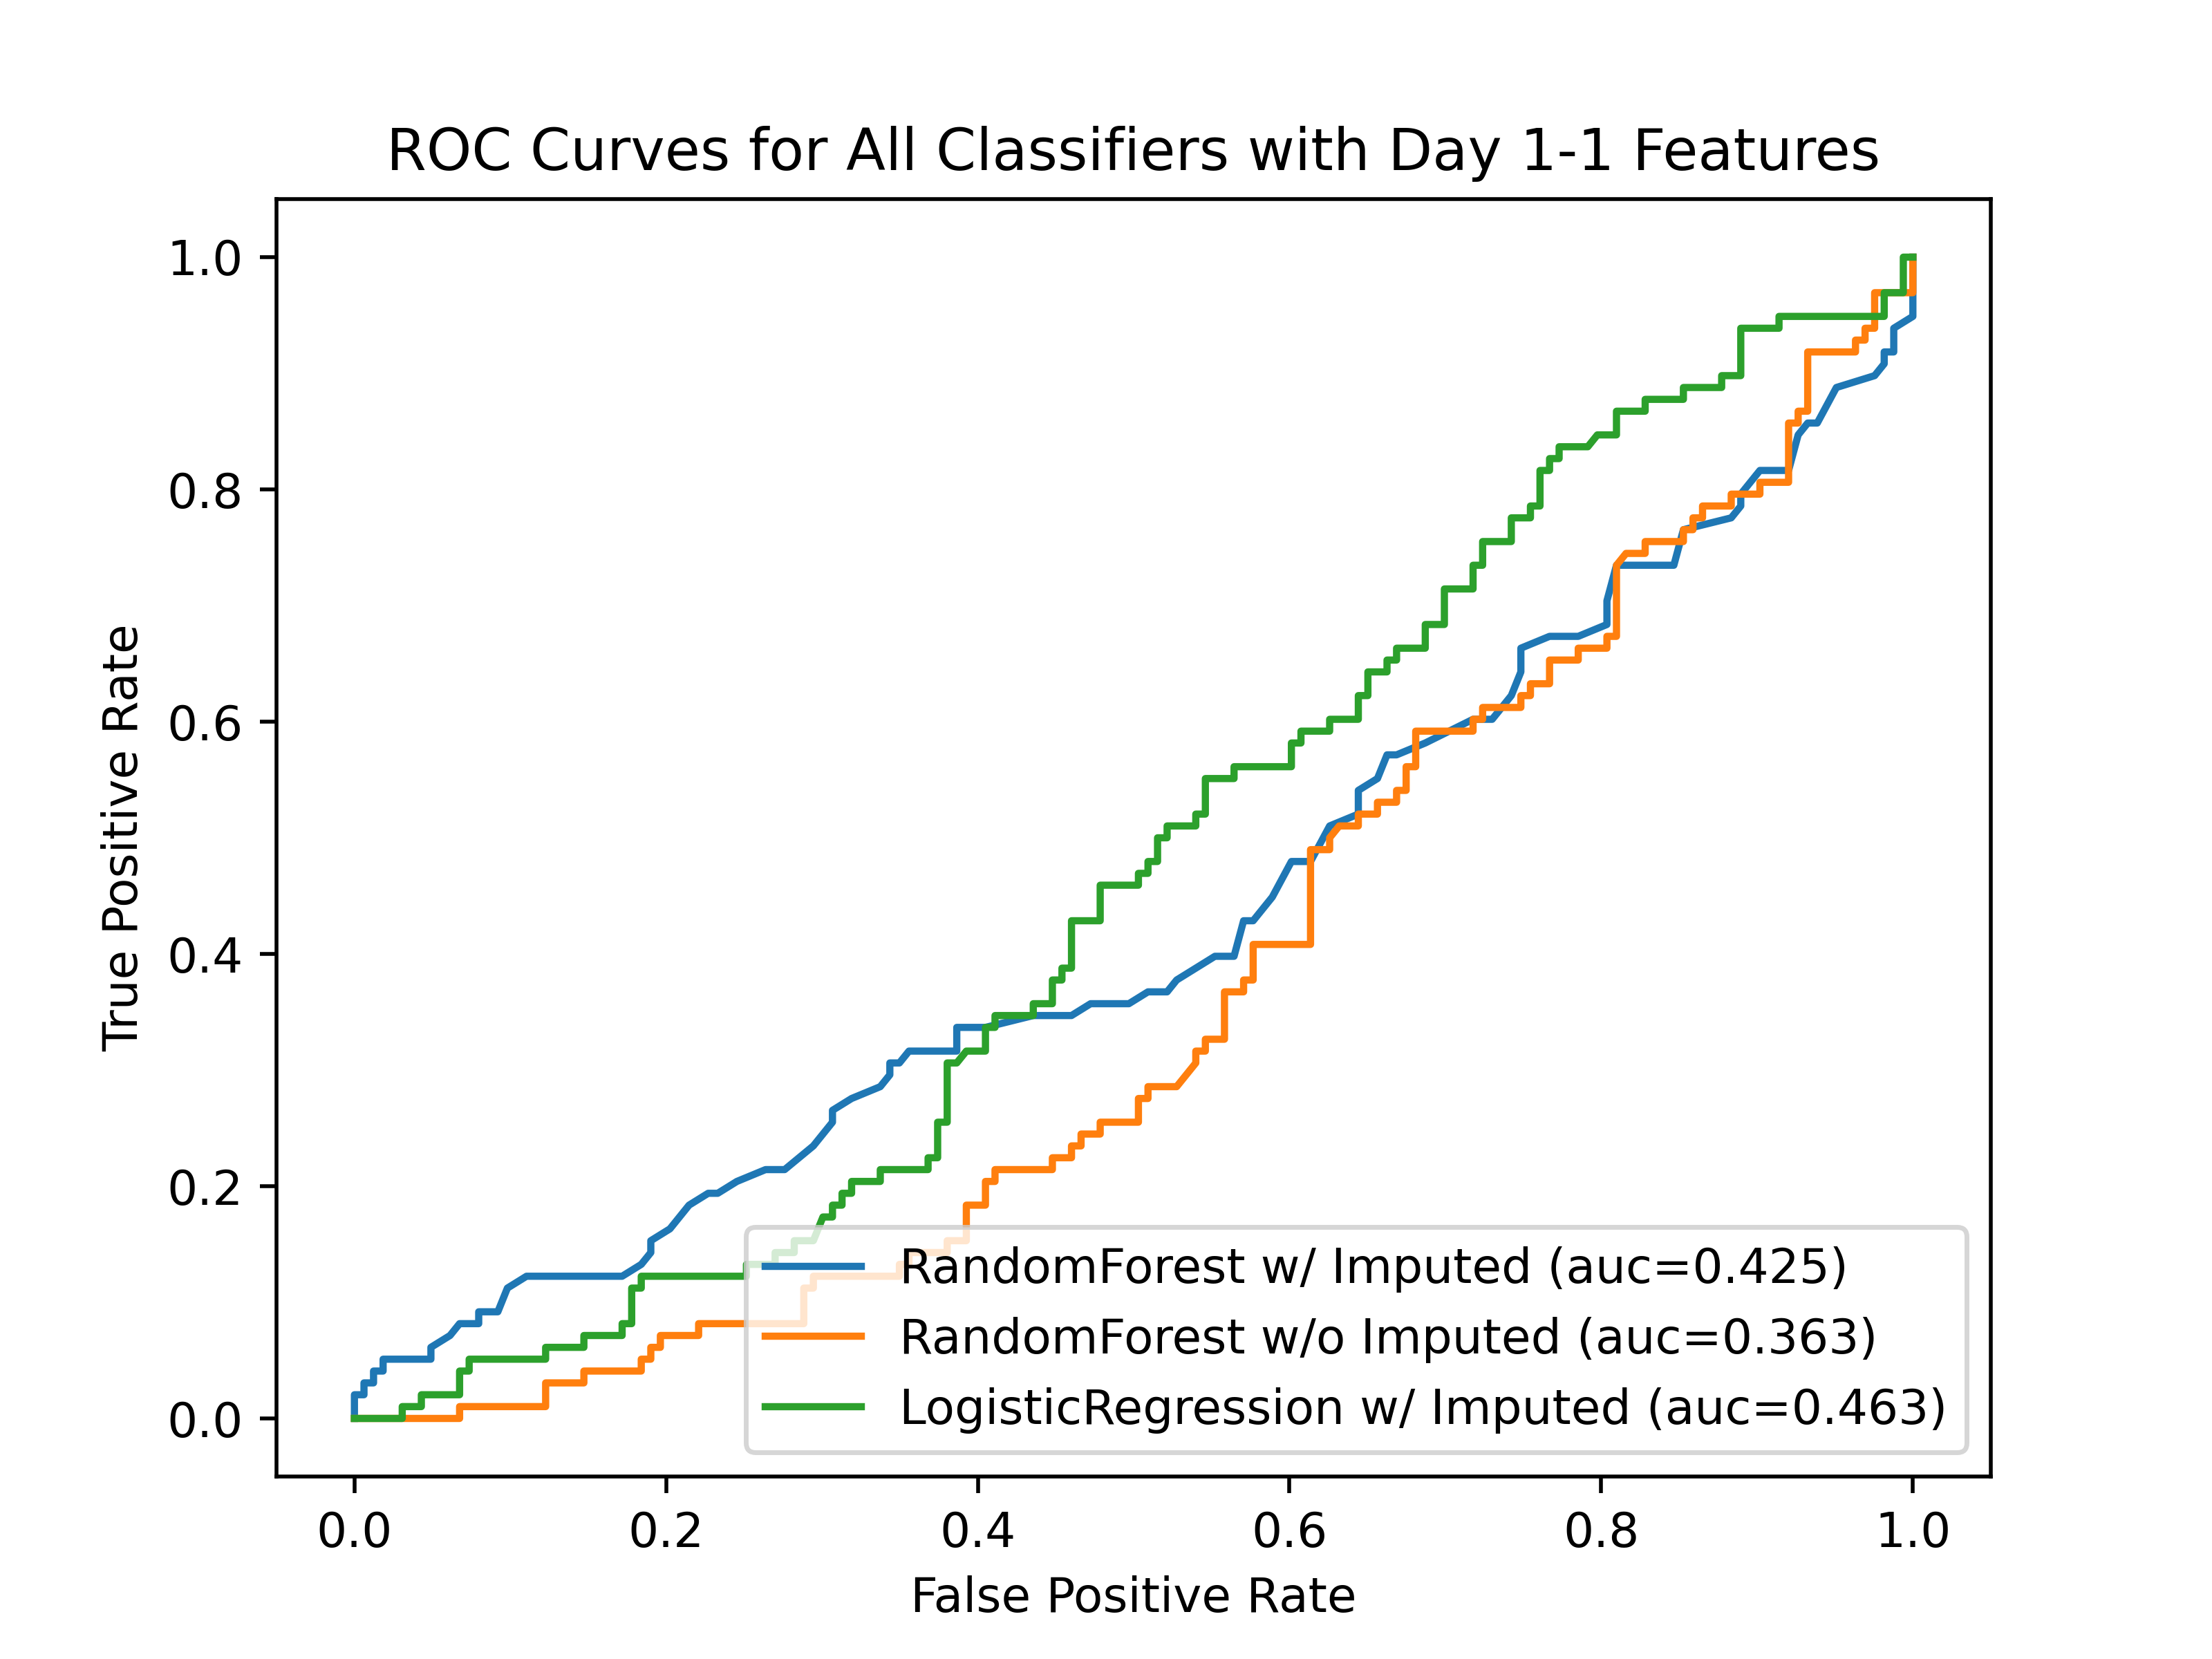 ROC Curves for All Classifiers with Day 1-1 Features
1.0
0.8
0.6
0.4
0.2
0.0
True Positive Rate
RandomForest w/ Imputed (auc=0.425)
RandomForest w/o Imputed (auc=0.363)
LogisticRegression w/ Imputed (auc=0.463)
0.0 0.2 0.4 0.6 0.8 1.0
False Positive Rate